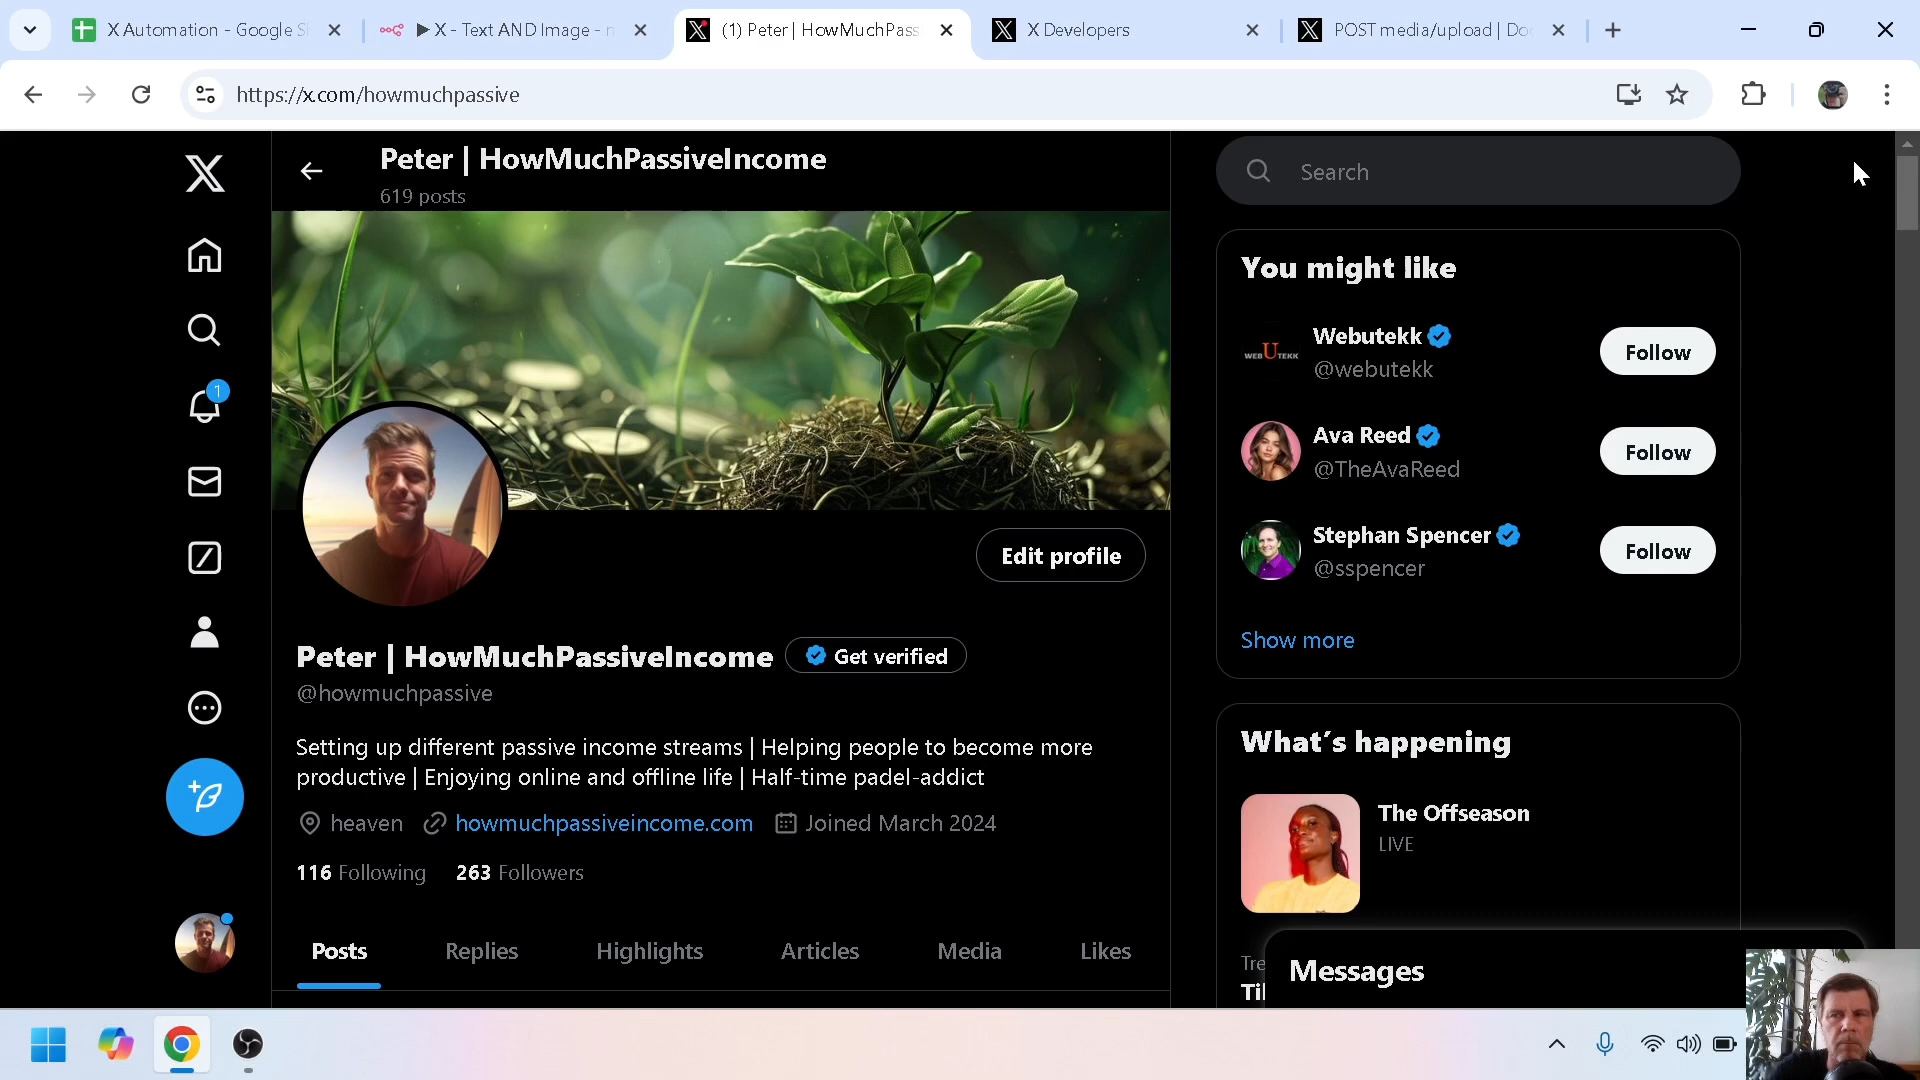 X Automation - Google S
▶ X - Text AND Image - n
(1) Peter | HowMuchPass
X Developers
POST media/upload | Do
https://x.com/howmuchpassive
Peter | HowMuchPassiveIncome
619 posts
Search
You might like
Webutekk
@webutekk
Follow
WEBUTEKK
Ava Reed
@TheAvaReed
Follow
Stephan Spencer
@sspencer
Follow
Show more
1
Edit profile
Peter | HowMuchPassiveIncome
Get verified
@howmuchpassive
Setting up different passive income streams | Helping people to become more
productive | Enjoying online and offline life | Half-time padel-addict
heaven
howmuchpassiveincome.com
Joined March 2024
116 Following
263 Followers
Posts
Replies
Highlights
Articles
Media
Likes
What's happening
The Offseason
LIVE
Messages